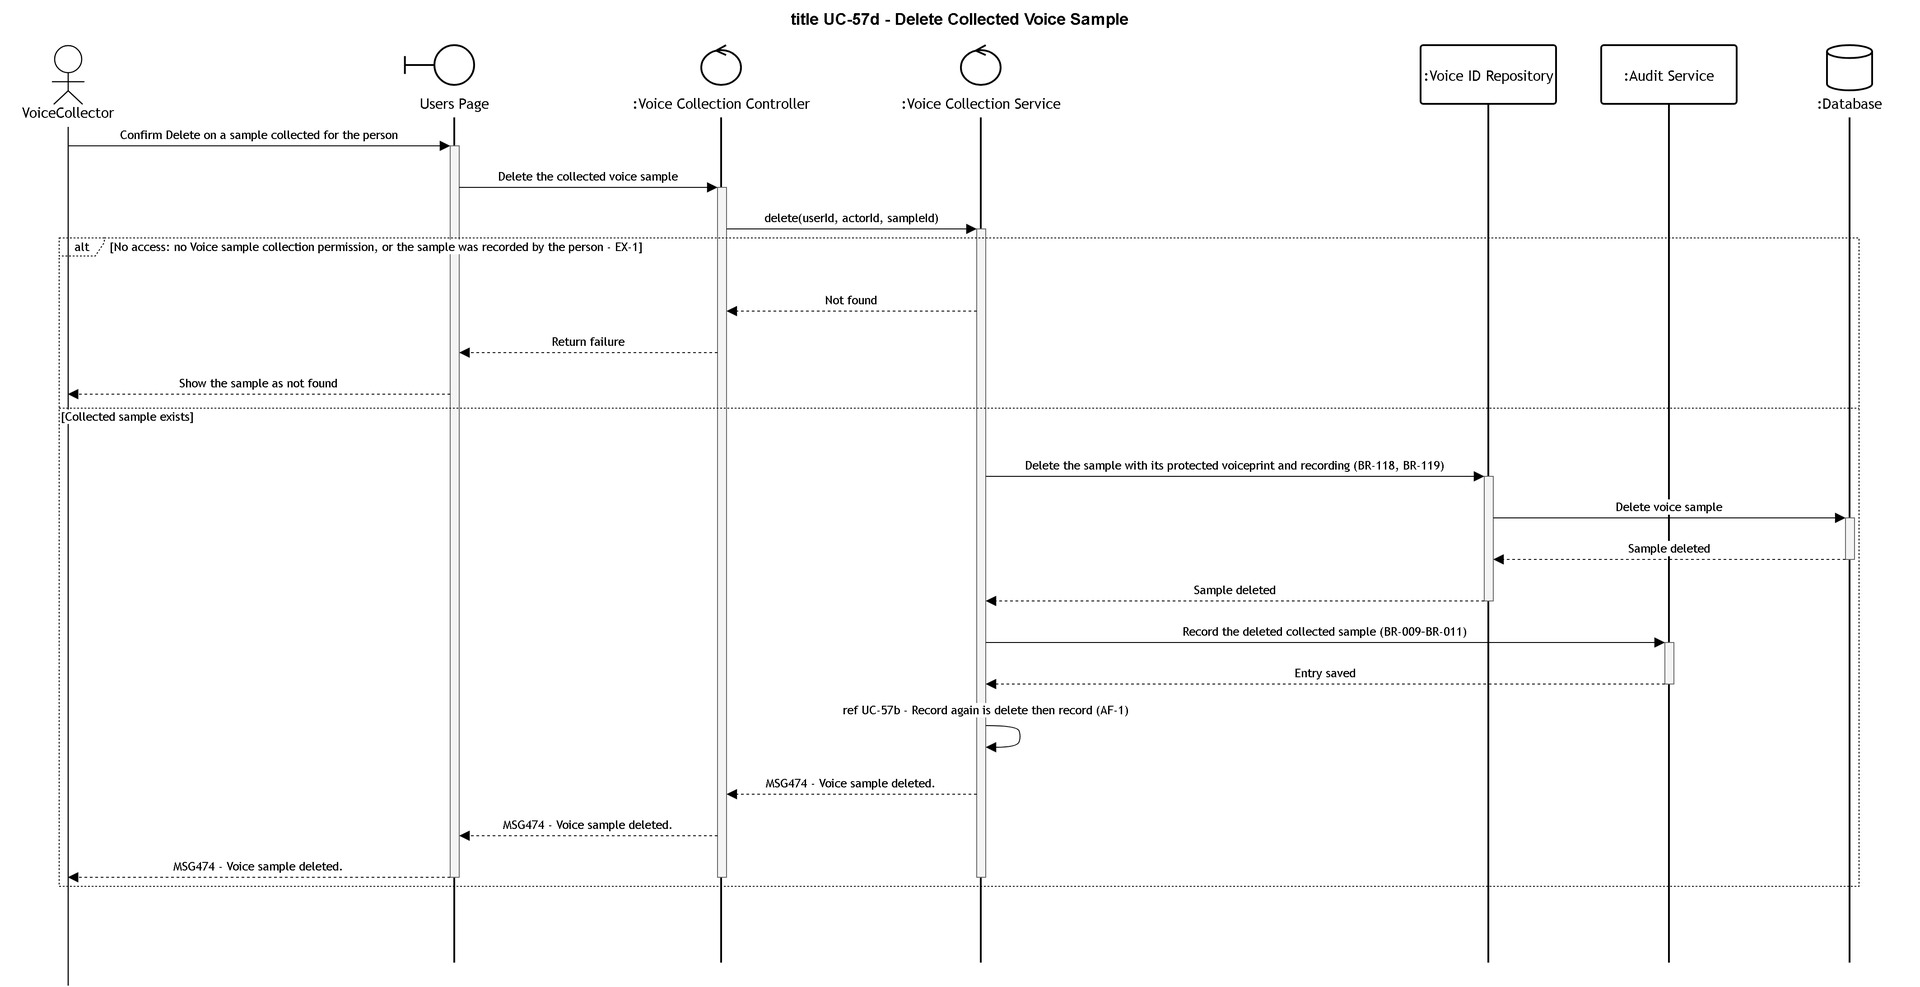 title UC-57d - Delete Collected Voice Sample
VoiceCollector
Users Page
:Voice Collection Controller
:Voice Collection Service
:Voice ID Repository
:Audit Service
:Database
Confirm Delete on a sample collected for the person
Delete the collected voice sample
delete(userId, actorId, sampleId)
alt
[No access: no Voice sample collection permission, or the sample was recorded by the person - EX-1]
Not found
Return failure
Show the sample as not found
[Collected sample exists]
Delete the sample with its protected voiceprint and recording (BR-118, BR-119)
Delete voice sample
Sample deleted
Sample deleted
Record the deleted collected sample (BR-009-BR-011)
Entry saved
ref UC-57b - Record again is delete then record (AF-1)
MSG474 - Voice sample deleted.
MSG474 - Voice sample deleted.
MSG474 - Voice sample deleted.